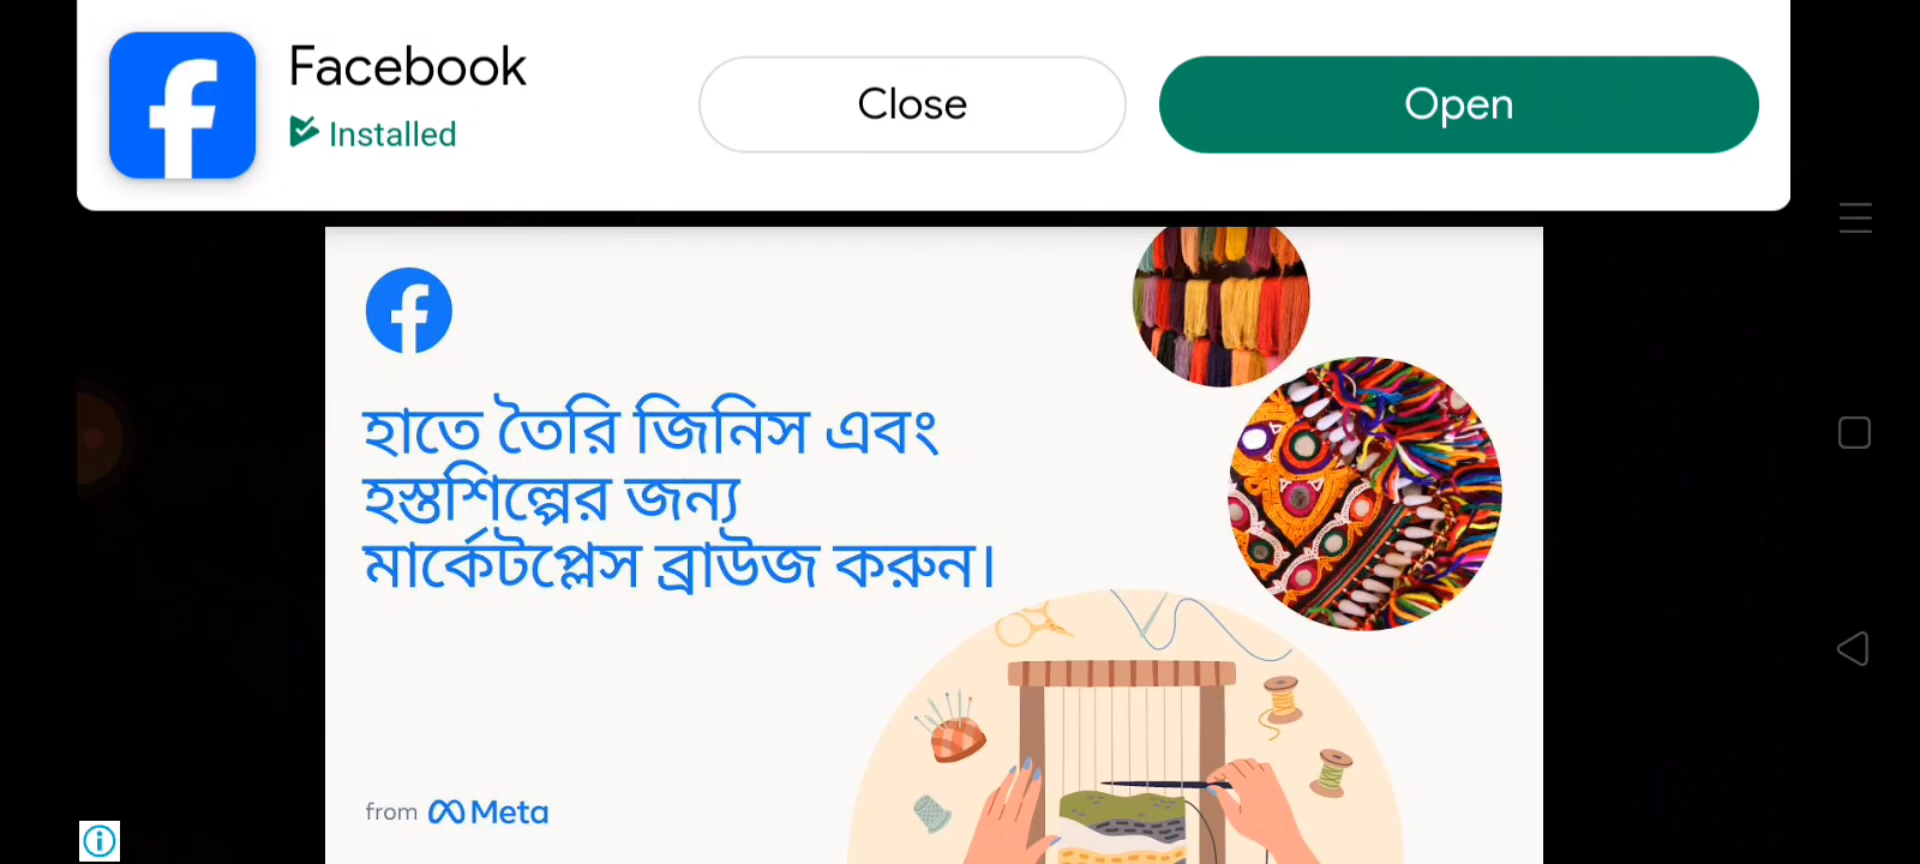 Facebook
Installed
Close
Open
হাতে তৈরি জিনিস এবং
হস্তশিল্পের জন্য
মার্কেটপ্লেস ব্রাউজ করুন।
from Meta